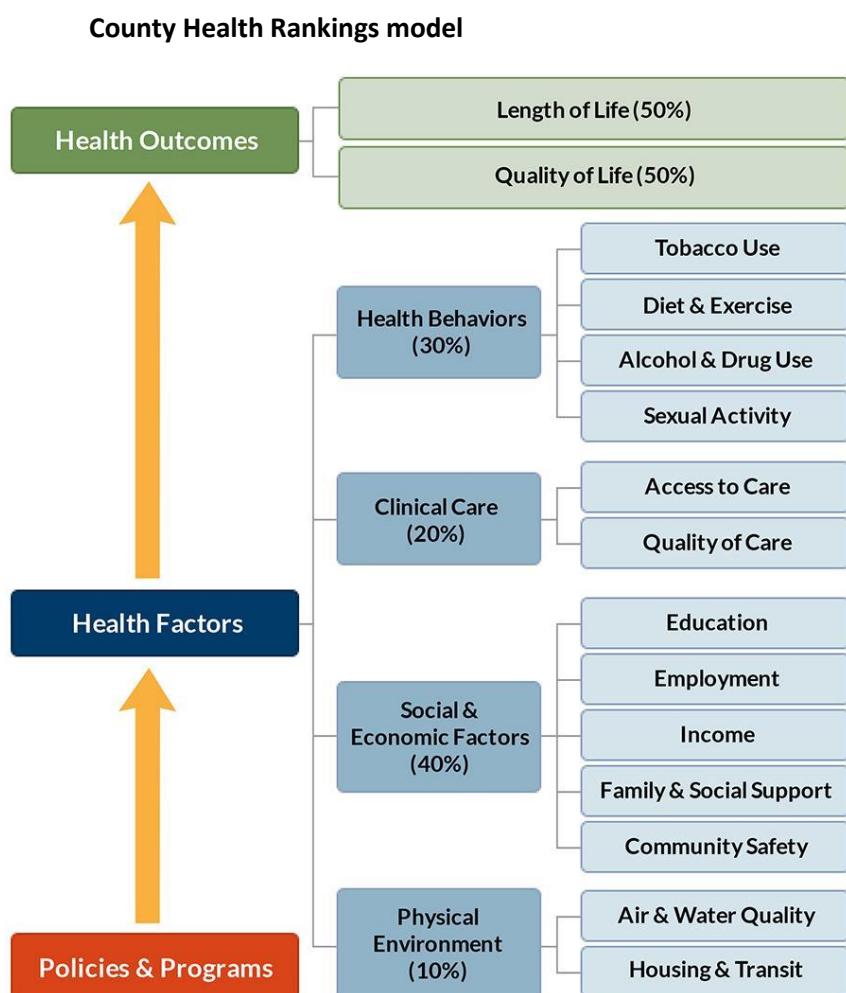 County Health Rankings model
Health Outcomes
Length of Life (50%)
Quality of Life (50%)
Health Factors
Health Behaviors
(30%)
Tobacco Use
Diet & Exercise
Alcohol & Drug Use
Sexual Activity
Clinical Care
(20%)
Access to Care
Quality of Care
Social &
Economic Factors
(40%)
Education
Employment
Income
Family & Social Support
Community Safety
Physical
Environment
(10%)
Air & Water Quality
Housing & Transit
Policies & Programs